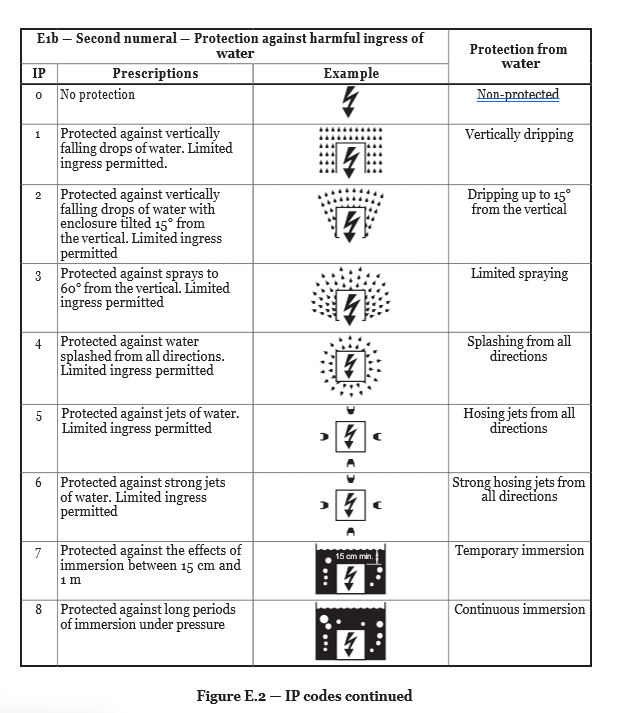 E1b — Second numeral — Protection against harmful ingress of
water
Protection from
water
IP
Prescriptions
Example
0
No protection
Non-protected
1
Protected against vertically
falling drops of water. Limited
ingress permitted.
Vertically dripping
2
Protected against vertically
falling drops of water with
enclosure tilted 15° from
the vertical. Limited ingress
permitted
Dripping up to 15°
from the vertical
3
Protected against sprays to
60° from the vertical. Limited
ingress permitted
Limited spraying
4
Protected against water
splashed from all directions.
Limited ingress permitted
Splashing from all
directions
5
Protected against jets of water.
Limited ingress permitted
Hosing jets from all
directions
6
Protected against strong jets
of water. Limited ingress
permitted
Strong hosing jets from
all directions
7
Protected against the effects of
immersion between 15 cm and
1 m
15 cm min.
Temporary immersion
8
Protected against long periods
of immersion under pressure
Continuous immersion
Figure E.2 — IP codes continued